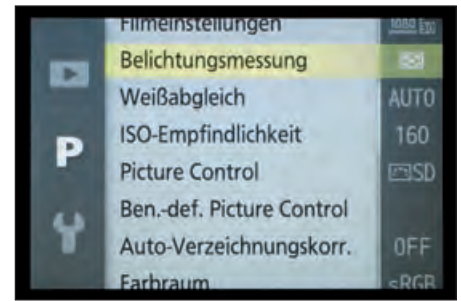 Filmeinstellungen 1080
Belichtungsmessung
Weißabgleich AUTO
P
ISO-Empfindlichkeit 160
Picture Control SD
Ben.-def. Picture Control
Auto-Verzeichnungskorr. OFF
Farbraum sRGB